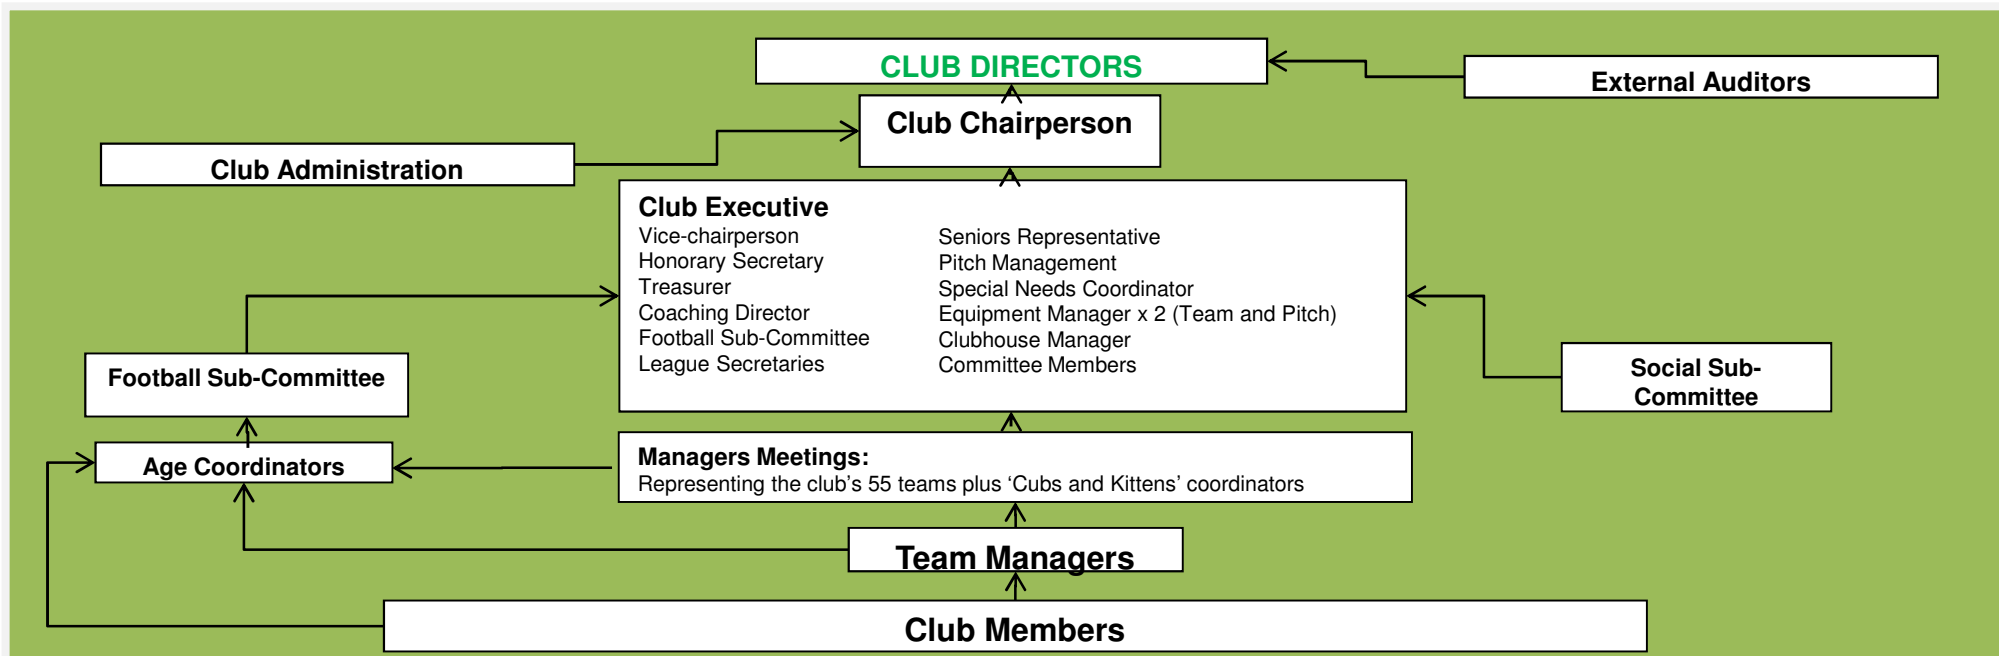 CLUB DIRECTORS
External Auditors
Club Chairperson
Club Administration
Club Executive
Vice-chairperson
Honorary Secretary
Treasurer
Coaching Director
Football Sub-Committee
League Secretaries
Seniors Representative
Pitch Management
Special Needs Coordinator
Equipment Manager x 2 (Team and Pitch)
Clubhouse Manager
Committee Members
Football Sub-Committee
Social Sub-
Committee
Age Coordinators
Managers Meetings:
Representing the club’s 55 teams plus ‘Cubs and Kittens’ coordinators
Team Managers
Club Members